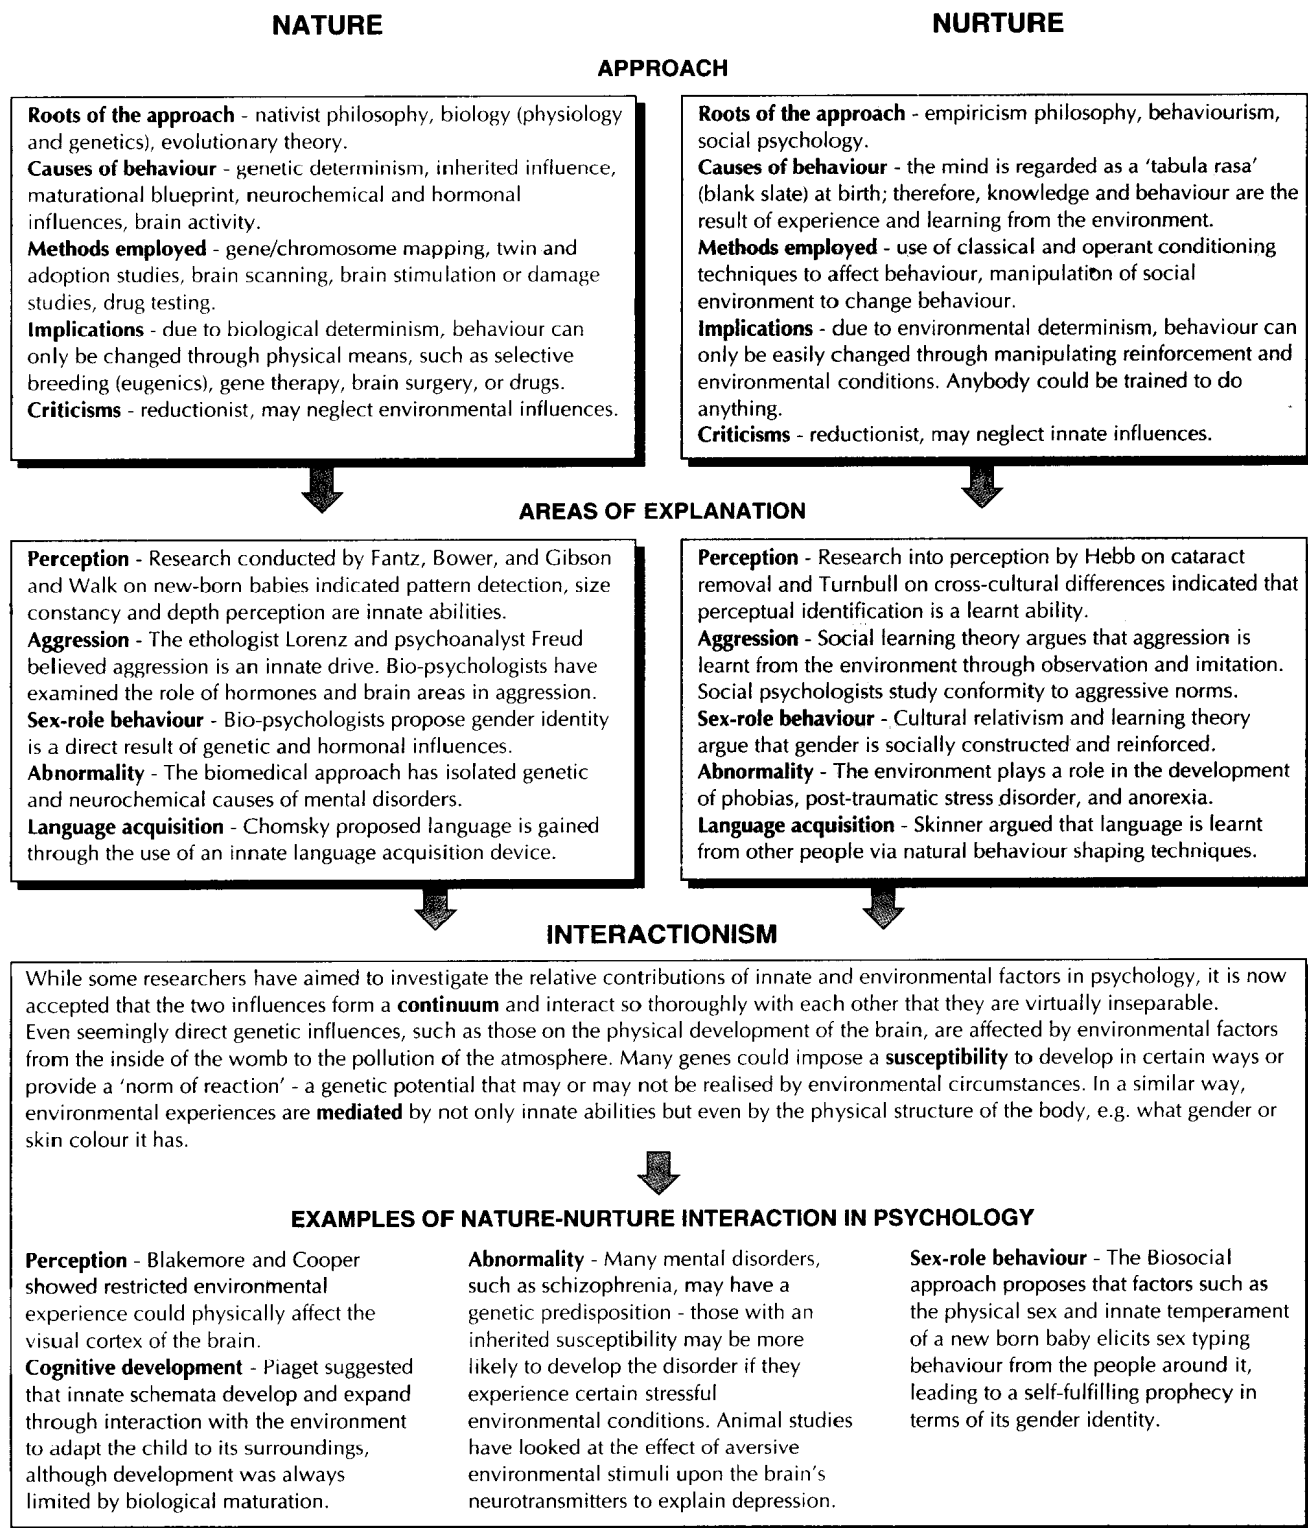 NATURE
NURTURE
APPROACH
Roots of the approach - nativist philosophy, biology (physiology
and genetics), evolutionary theory.
Causes of behaviour - genetic determinism, inherited influence,
maturational blueprint, neurochemical and hormonal
influences, brain activity.
Methods employed - gene/chromosome mapping, twin and
adoption studies, brain scanning, brain stimulation or damage
studies, drug testing.
Implications - due to biological determinism, behaviour can
only be changed through physical means, such as selective
breeding (eugenics), gene therapy, brain surgery, or drugs.
Criticisms - reductionist, may neglect environmental influences.
Roots of the approach - empiricism philosophy, behaviourism,
social psychology.
Causes of behaviour - the mind is regarded as a 'tabula rasa'
(blank slate) at birth; therefore, knowledge and behaviour are the
result of experience and learning from the environment.
Methods employed - use of classical and operant conditioning
techniques to affect behaviour, manipulation of social
environment to change behaviour.
Implications - due to environmental determinism, behaviour can
only be easily changed through manipulating reinforcement and
environmental conditions. Anybody could be trained to do
anything.
Criticisms - reductionist, may neglect innate influences.
AREAS OF EXPLANATION
Perception - Research conducted by Fantz, Bower, and Gibson
and Walk on new-born babies indicated pattern detection, size
constancy and depth perception are innate abilities.
Aggression - The ethologist Lorenz and psychoanalyst Freud
believed aggression is an innate drive. Bio-psychologists have
examined the role of hormones and brain areas in aggression.
Sex-role behaviour - Bio-psychologists propose gender identity
is a direct result of genetic and hormonal influences.
Abnormality - The biomedical approach has isolated genetic
and neurochemical causes of mental disorders.
Language acquisition - Chomsky proposed language is gained
through the use of an innate language acquisition device.
Perception - Research into perception by Hebb on cataract
removal and Turnbull on cross-cultural differences indicated that
perceptual identification is a learnt ability.
Aggression - Social learning theory argues that aggression is
learnt from the environment through observation and imitation.
Social psychologists study conformity to aggressive norms.
Sex-role behaviour - Cultural relativism and learning theory
argue that gender is socially constructed and reinforced.
Abnormality - The environment plays a role in the development
of phobias, post-traumatic stress disorder, and anorexia.
Language acquisition - Skinner argued that language is learnt
from other people via natural behaviour shaping techniques.
INTERACTIONISM
While some researchers have aimed to investigate the relative contributions of innate and environmental factors in psychology, it is now
accepted that the two influences form a continuum and interact so thoroughly with each other that they are virtually inseparable.
Even seemingly direct genetic influences, such as those on the physical development of the brain, are affected by environmental factors
from the inside of the womb to the pollution of the atmosphere. Many genes could impose a susceptibility to develop in certain ways or
provide a 'norm of reaction' - a genetic potential that may or may not be realised by environmental circumstances. In a similar way,
environmental experiences are mediated by not only innate abilities but even by the physical structure of the body, e.g. what gender or
skin colour it has.
EXAMPLES OF NATURE-NURTURE INTERACTION IN PSYCHOLOGY
Perception - Blakemore and Cooper
showed restricted environmental
experience could physically affect the
visual cortex of the brain.
Cognitive development - Piaget suggested
that innate schemata develop and expand
through interaction with the environment
to adapt the child to its surroundings,
although development was always
limited by biological maturation.
Abnormality - Many mental disorders,
such as schizophrenia, may have a
genetic predisposition - those with an
inherited susceptibility may be more
likely to develop the disorder if they
experience certain stressful
environmental conditions. Animal studies
have looked at the effect of aversive
environmental stimuli upon the brain's
neurotransmitters to explain depression.
Sex-role behaviour - The Biosocial
approach proposes that factors such as
the physical sex and innate temperament
of a new born baby elicits sex typing
behaviour from the people around it,
leading to a self-fulfilling prophecy in
terms of its gender identity.